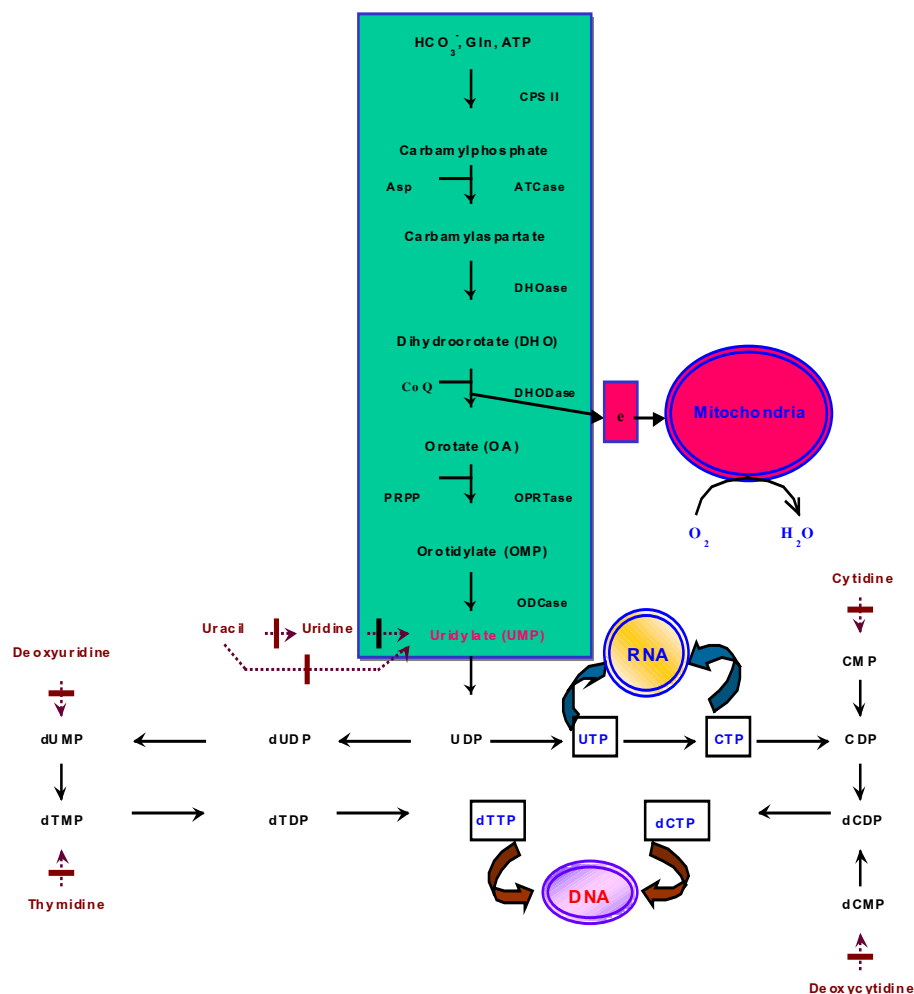 HCO3-, Gln, ATP
CPS II
Carbamylphosphate
Asp
ATCase
Carbamylaspartate
DHOase
Dihydroorotate (DHO)
CoQ
DHODase
e
Mitochondria
Orotate (OA)
PRPP
OPRTase
O2
H2O
Orotidylate (OMP)
ODCase
Cytidine
Uracil
Uridine
Uridylate (UMP)
RNA
Deoxyuridine
CMP
dUMP
dUDP
UDP
UTP
CTP
CDP
dTMP
dTDP
dTTP
dCTP
dCDP
DNA
Thymidine
dCMP
Deoxycytidine